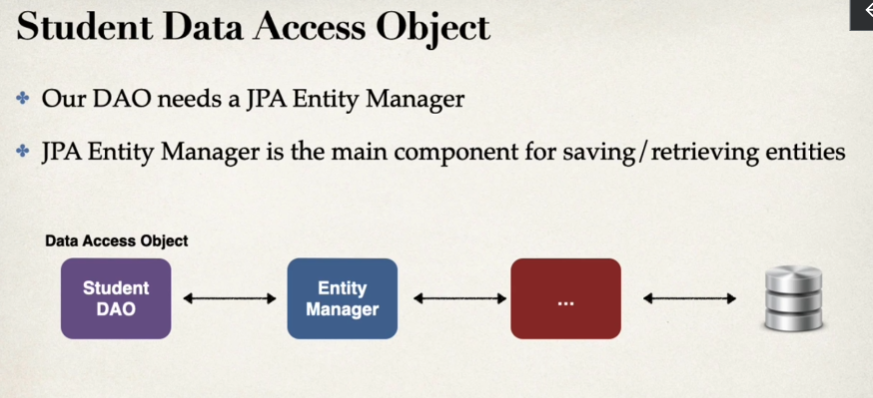 Student Data Access Object
Our DAO needs a JPA Entity Manager
JPA Entity Manager is the main component for saving/retrieving entities
Data Access Object
Student
DAO
Entity
Manager
...